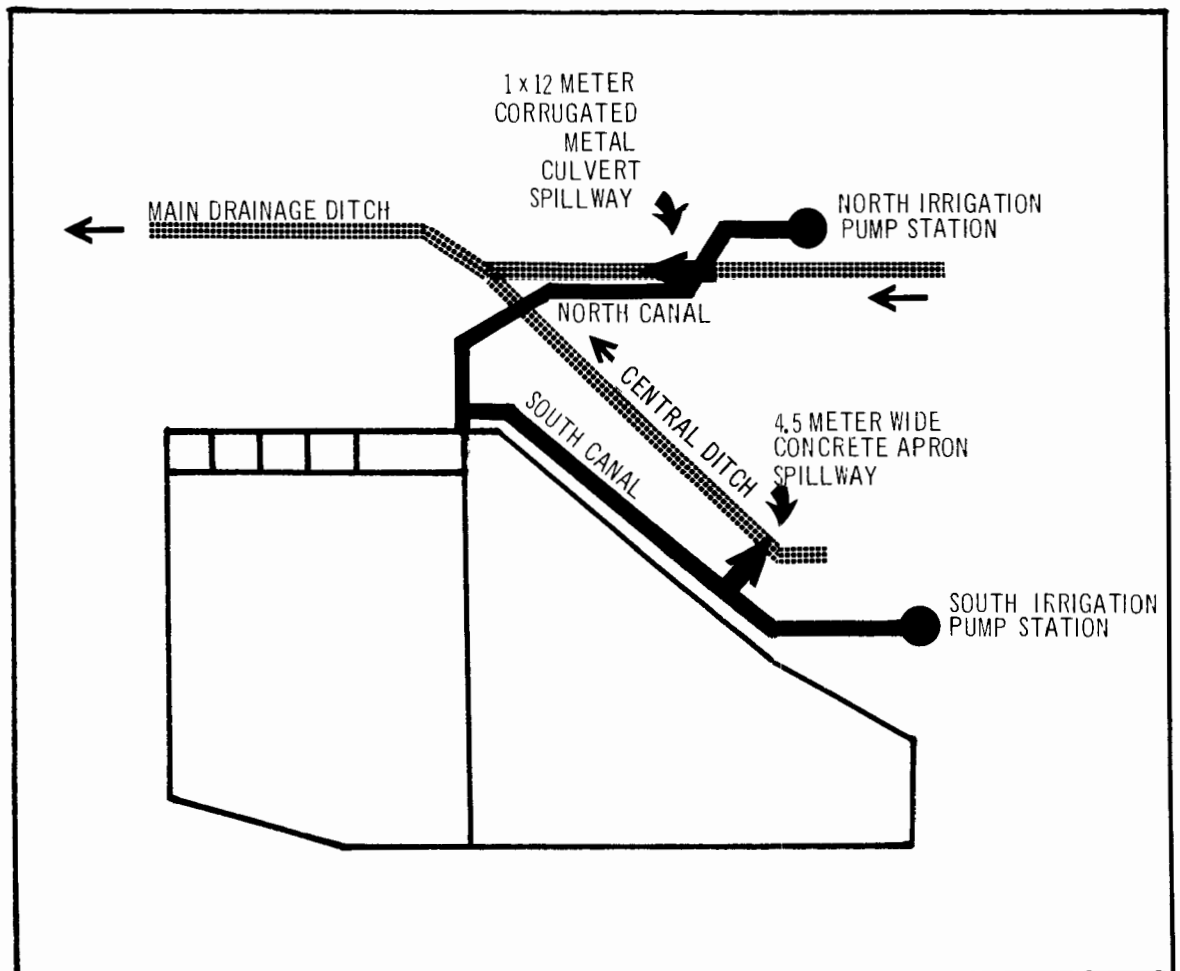 1 x 12 METER
CORRUGATED
METAL
CULVERT
SPILLWAY
MAIN DRAINAGE DITCH
NORTH IRRIGATION
PUMP STATION
NORTH CANAL
CENTRAL DITCH
SOUTH CANAL
4.5 METER WIDE
CONCRETE APRON
SPILLWAY
SOUTH IRRIGATION
PUMP STATION